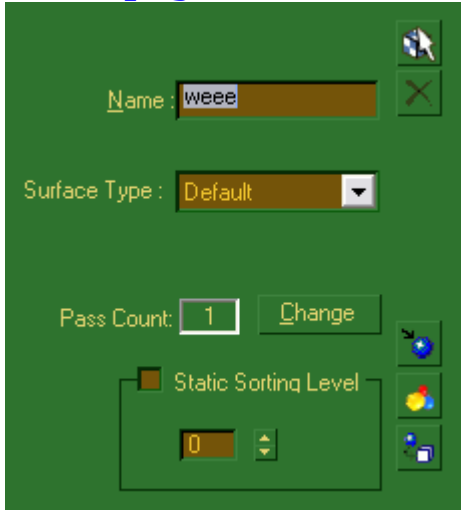 Name : weee
Surface Type : Default
Pass Count: 1 Change
Static Sorting Level
0